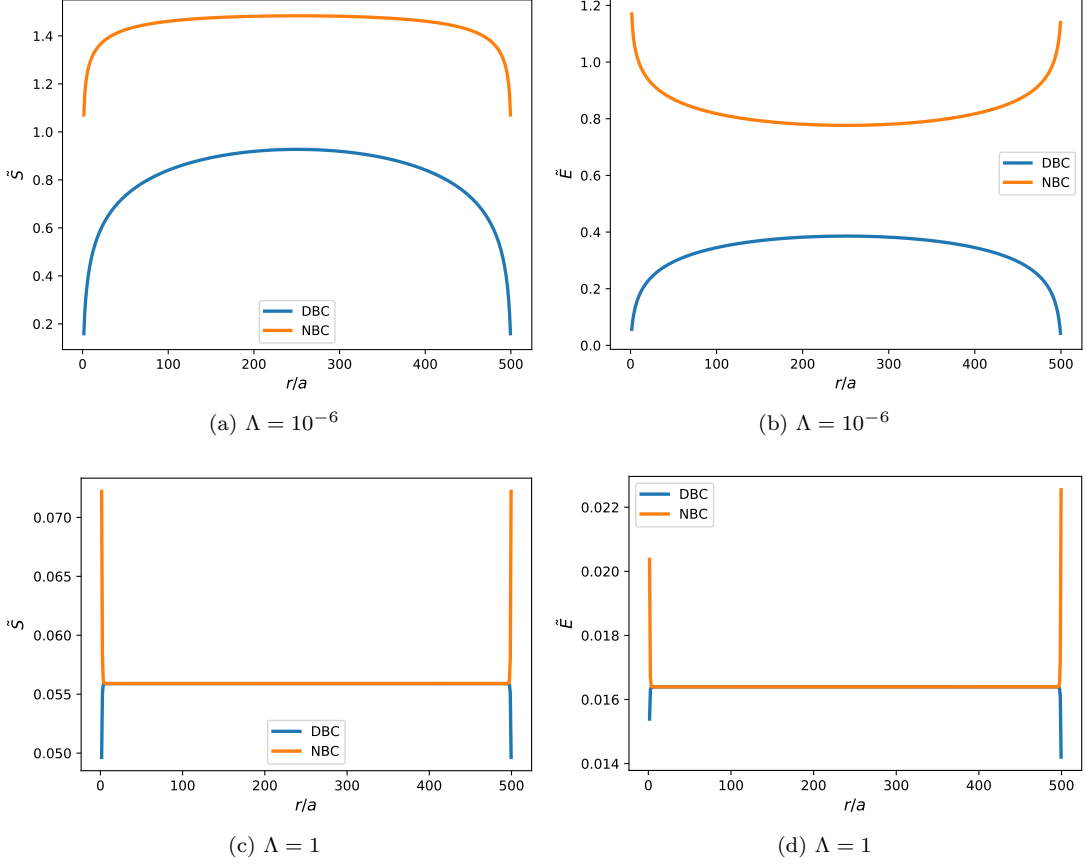 1.4
1.2
1.0
0.8
0.6
0.4
0.2
S̃
0 100 200 300 400 500
r/a
DBC
NBC
(a) Λ = 10⁻⁶
1.2
1.0
0.8
0.6
0.4
0.2
0.0
Ẽ
0 100 200 300 400 500
r/a
DBC
NBC
(b) Λ = 10⁻⁶
0.070
0.065
0.060
0.055
0.050
S̃
0 100 200 300 400 500
r/a
DBC
NBC
(c) Λ = 1
0.022
0.020
0.018
0.016
0.014
Ẽ
0 100 200 300 400 500
r/a
DBC
NBC
(d) Λ = 1